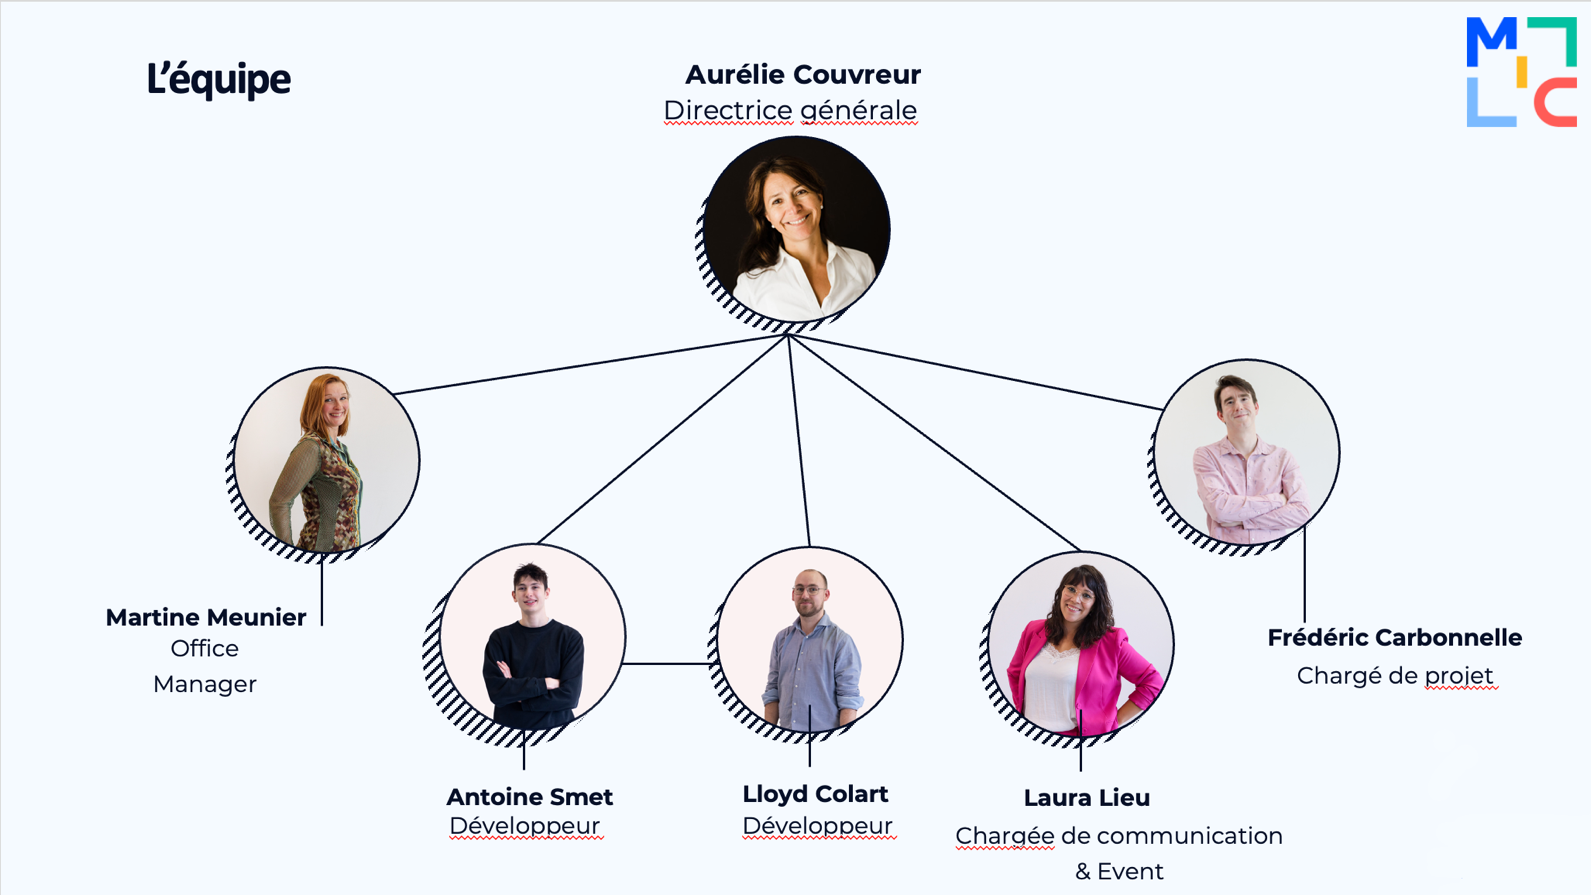 L'équipe
Aurélie Couvreur
Directrice générale
M I C
L C
Martine Meunier
Office
Manager
Frédéric Carbonnelle
Chargé de projet
Antoine Smet
Développeur
Lloyd Colart
Développeur
Laura Lieu
Chargée de communication
& Event